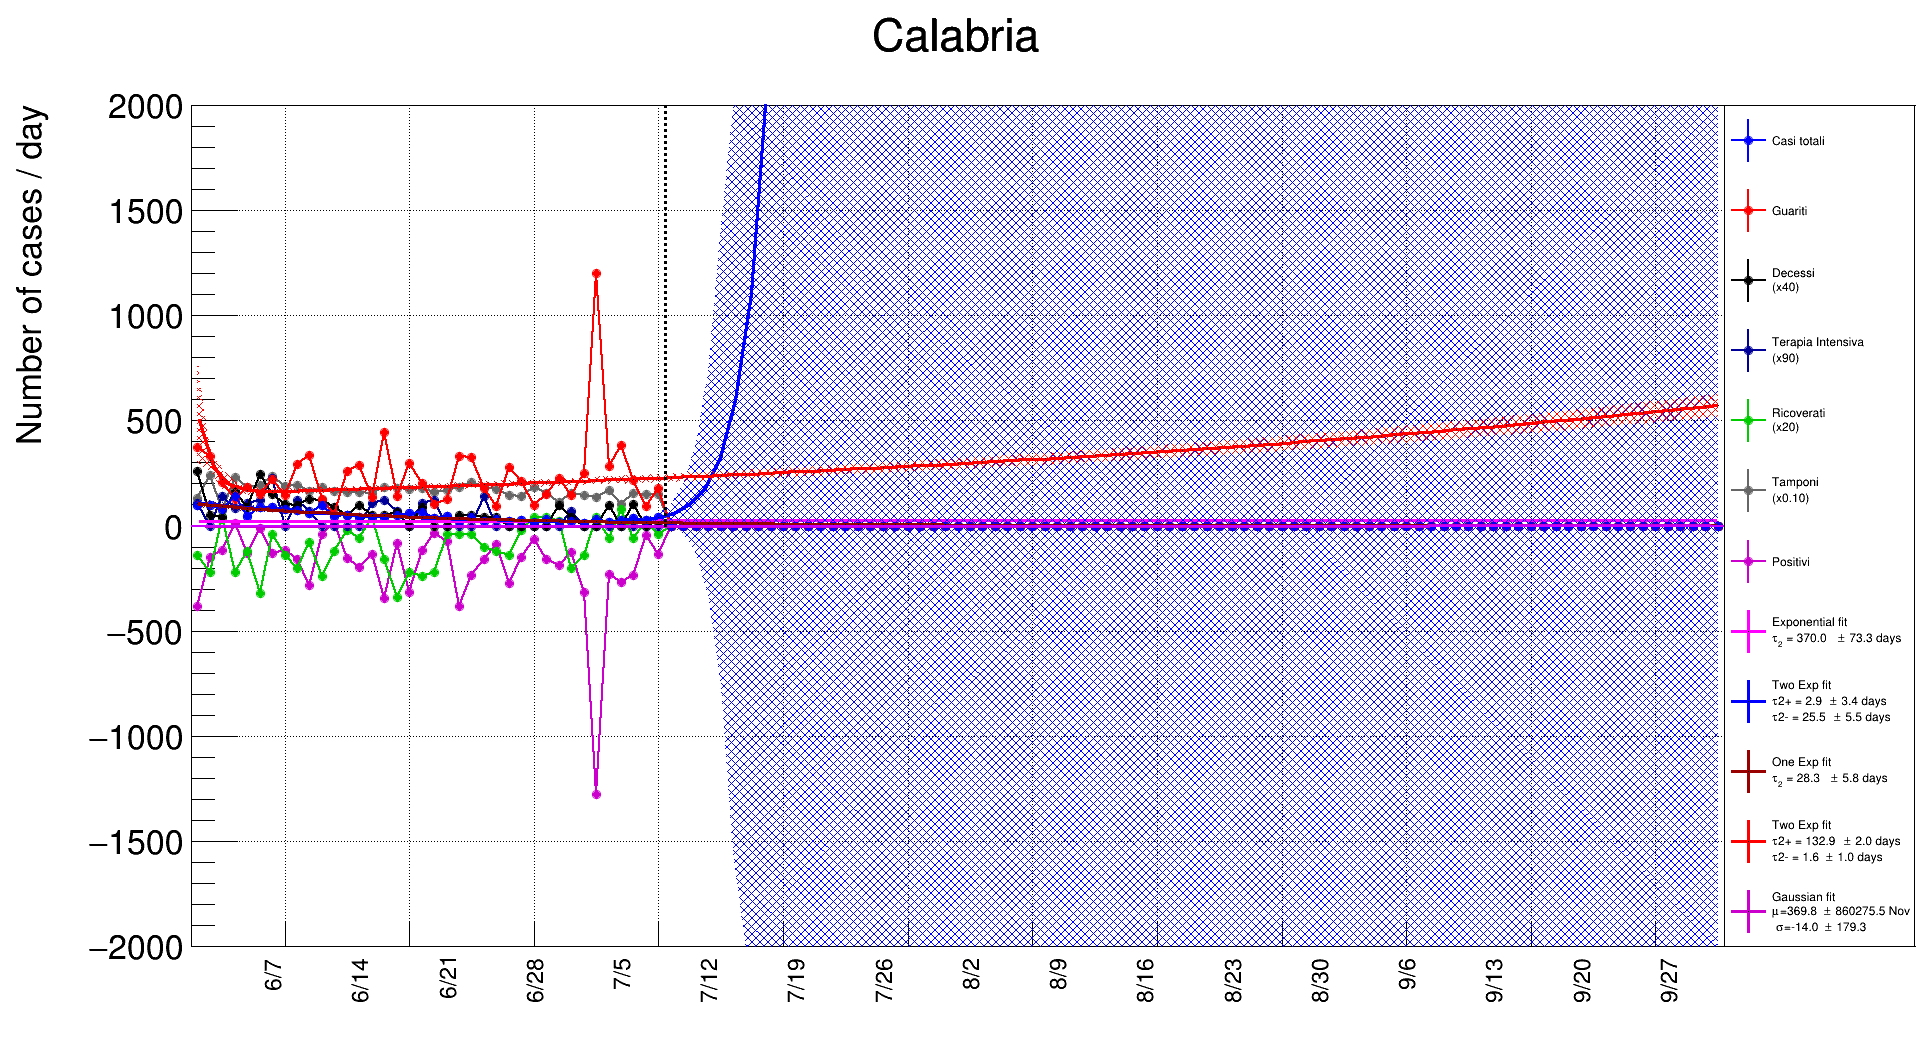 Calabria
Number of cases / day
2000
1500
1000
500
0
−500
−1000
−1500
−2000
6/7
6/14
6/21
6/28
7/5
7/12
7/19
7/26
8/2
8/9
8/16
8/23
8/30
9/6
9/13
9/20
9/27
Casi totali
Guariti
Decessi
(x40)
Terapia Intensiva
(x90)
Ricoverati
(x20)
Tamponi
(x0.10)
Positivi
Exponential fit
τ2 = 370.0 ± 73.3 days
Two Exp fit
τ2+ = 2.9 ± 3.4 days
τ2- = 25.5 ± 5.5 days
One Exp fit
τ2 = 28.3 ± 5.8 days
Two Exp fit
τ2+ = 132.9 ± 2.0 days
τ2- = 1.6 ± 1.0 days
Gaussian fit
μ=369.8 ± 860275.5 Nov
σ=-14.0 ± 179.3